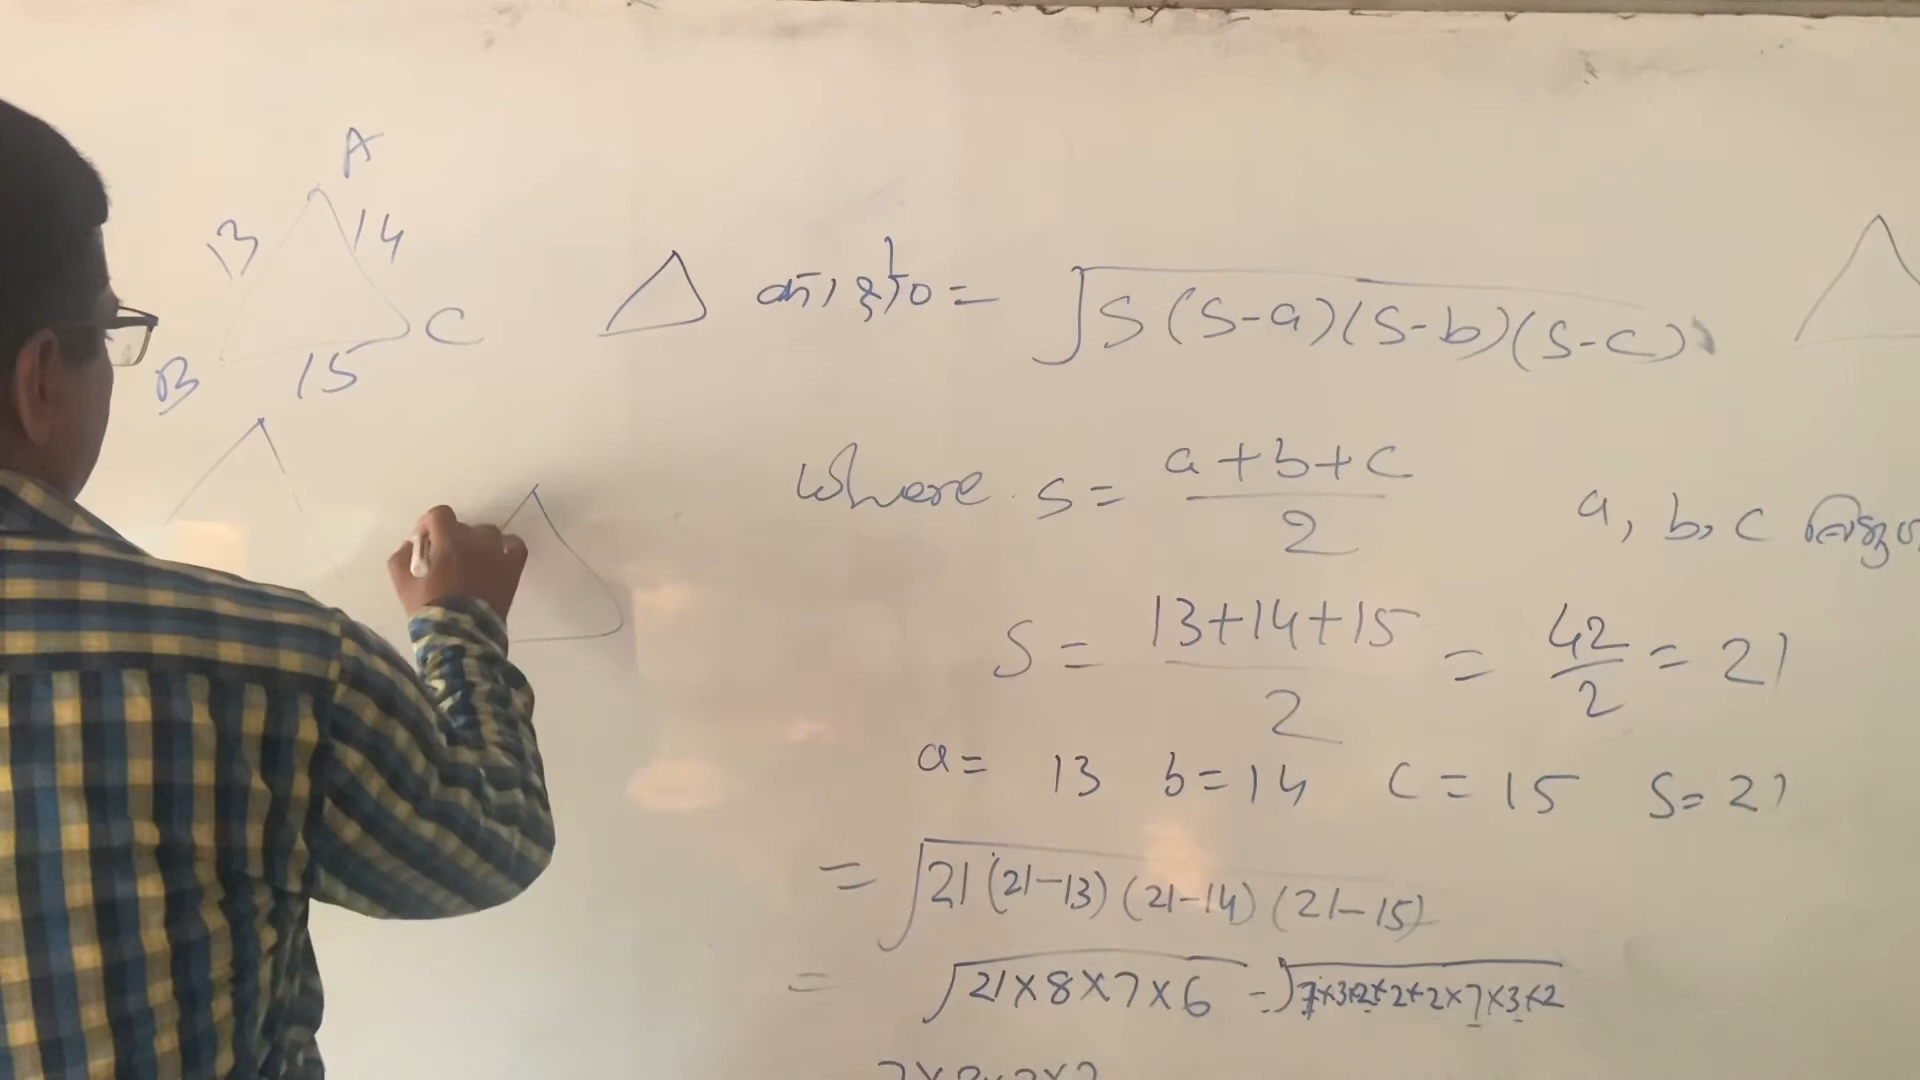 A
13 14
B 15 C
= √S(S-a)(S-b)(S-c)
where S = a+b+c / 2
a, b, c
S = 13+14+15 / 2 = 42 / 2 = 21
a = 13 b = 14 c = 15 S = 21
= √21(21-13)(21-14)(21-15)
= √21×8×7×6 = √7×3×2×2×2×7×3×2